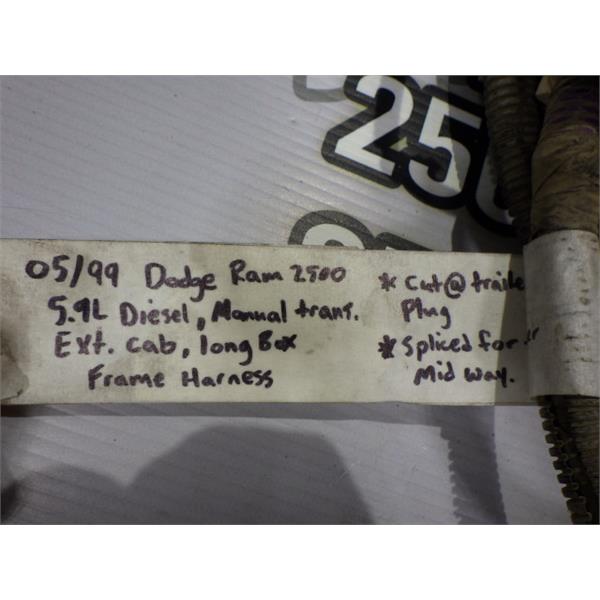 250
05/99 Dodge Ram 2500
5.9L Diesel, Manual trans.
Ext. cab, long Box
Frame Harness
* Cut@ traile
Plug
* Spliced for
Mid way.